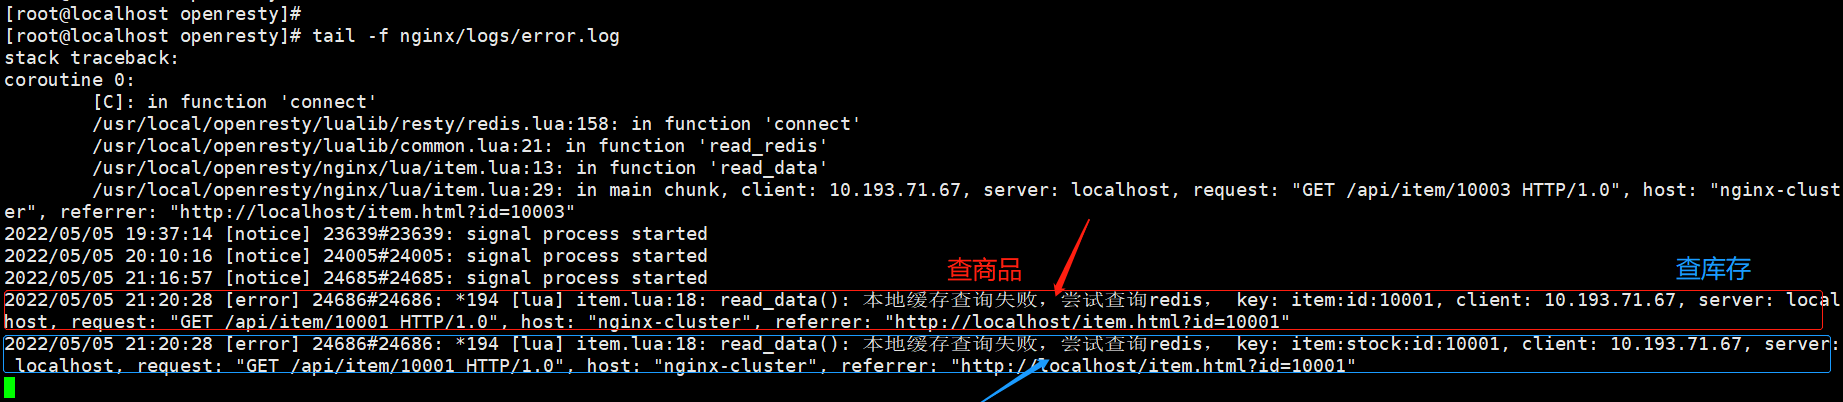 [root@localhost openresty]#
[root@localhost openresty]# tail -f nginx/logs/error.log
stack traceback:
coroutine 0:
        [C]: in function 'connect'
        /usr/local/openresty/lualib/resty/redis.lua:158: in function 'connect'
        /usr/local/openresty/lualib/common.lua:21: in function 'read_redis'
        /usr/local/openresty/nginx/lua/item.lua:13: in function 'read_data'
        /usr/local/openresty/nginx/lua/item.lua:29: in main chunk, client: 10.193.71.67, server: localhost, request: "GET /api/item/10003 HTTP/1.0", host: "nginx-clust
er", referrer: "http://localhost/item.html?id=10003"
2022/05/05 19:37:14 [notice] 23639#23639: signal process started
2022/05/05 20:10:16 [notice] 24005#24005: signal process started
2022/05/05 21:16:57 [notice] 24685#24685: signal process started
查商品
查库存
2022/05/05 21:20:28 [error] 24686#24686: *194 [lua] item.lua:18: read_data(): 本地缓存查询失败，尝试查询redis， key: item:id:10001, client: 10.193.71.67, server: local
host, request: "GET /api/item/10001 HTTP/1.0", host: "nginx-cluster", referrer: "http://localhost/item.html?id=10001"
2022/05/05 21:20:28 [error] 24686#24686: *194 [lua] item.lua:18: read_data(): 本地缓存查询失败，尝试查询redis， key: item:stock:id:10001, client: 10.193.71.67, server:
 localhost, request: "GET /api/item/10001 HTTP/1.0", host: "nginx-cluster", referrer: "http://localhost/item.html?id=10001"